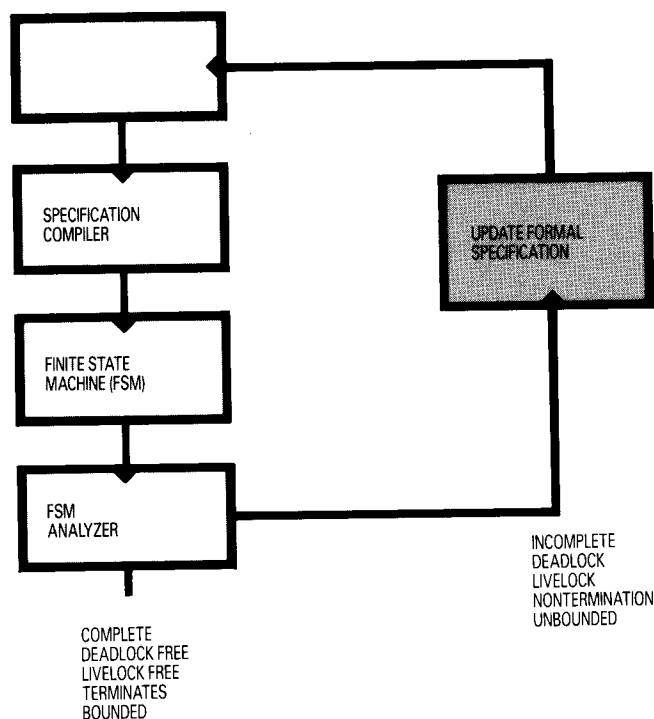 SPECIFICATION
COMPILER
UPDATE FORMAL
SPECIFICATION
FINITE STATE
MACHINE (FSM)
FSM
ANALYZER
INCOMPLETE
DEADLOCK
LIVELOCK
NONTERMINATION
UNBOUNDED
COMPLETE
DEADLOCK FREE
LIVELOCK FREE
TERMINATES
BOUNDED